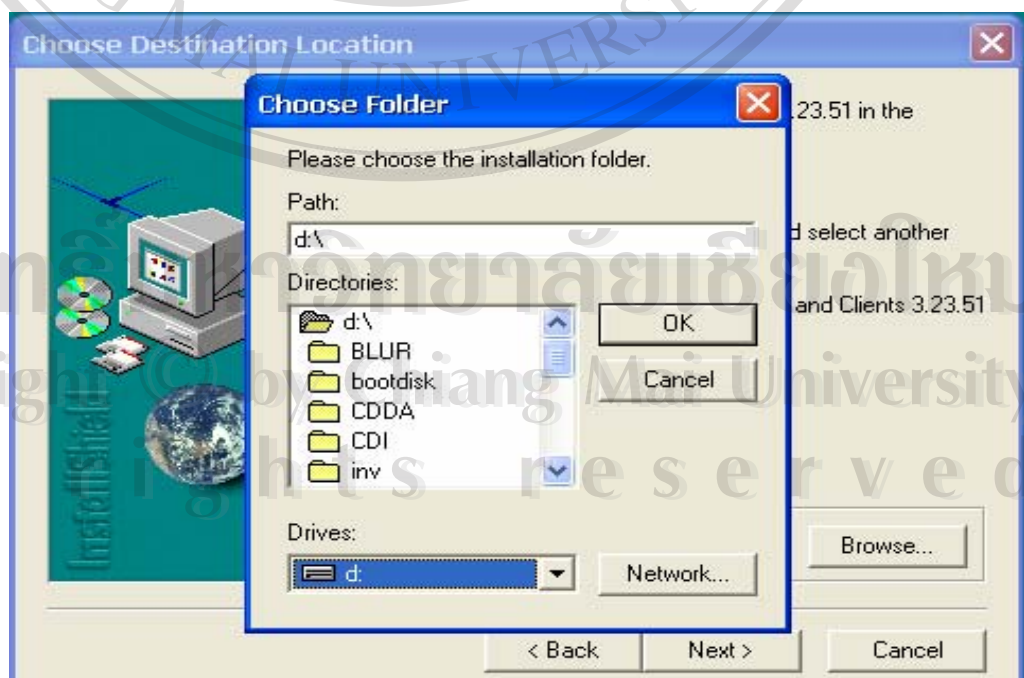 MAI UNIVERS
Choose Destination Location
Choose Folder
.23.51 in the
Please choose the installation folder.
Path:
d:\
d select another
Directories:
and Clients 3.23.51
d:\
BLUR
bootdisk
CDDA
CDI
inv
OK
Cancel
มหาวิทยาลัยเชียงใหม่
ight © by Chiang Mai University
rights reserved
InstallShield
Drives:
d:
Network...
Browse...
< Back
Next >
Cancel